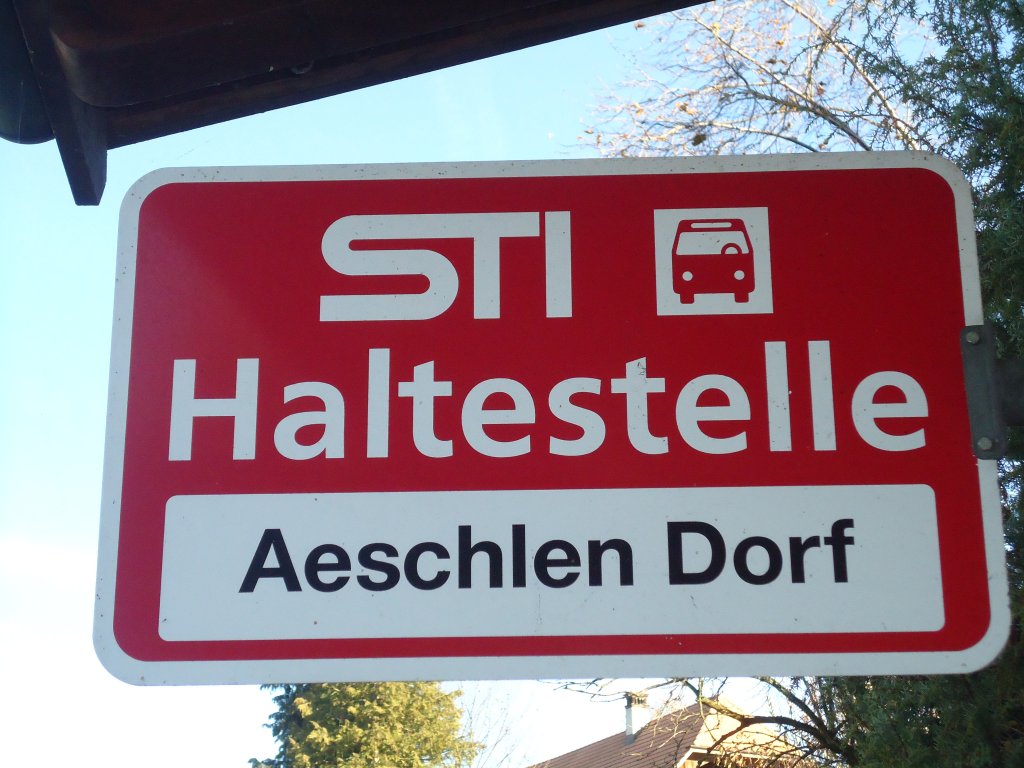 STI
Haltestelle
Aeschlen Dorf